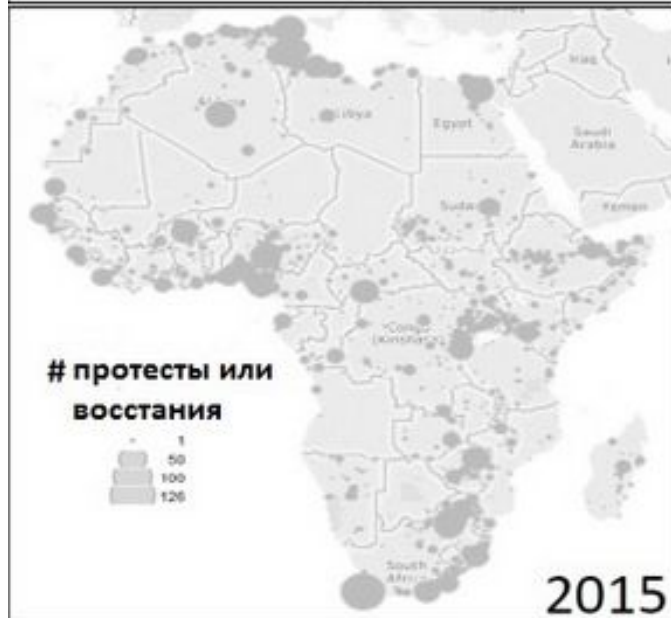 Iraq
Algeria
Libya
Egypt
Saudi
Arabia
Yemen
Sudan
Congo
(Kinshasa)
# протесты или
восстания
1
50
100
126
South
Africa
2015